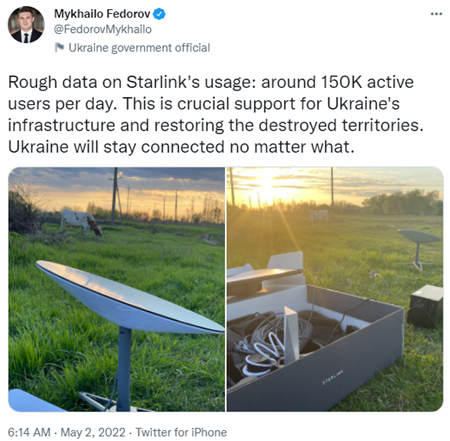 Mykhailo Fedorov
@FedorovMykhailo
Ukraine government official
Rough data on Starlink's usage: around 150K active
users per day. This is crucial support for Ukraine's
infrastructure and restoring the destroyed territories.
Ukraine will stay connected no matter what.
STARLINK
6:14 AM · May 2, 2022 · Twitter for iPhone